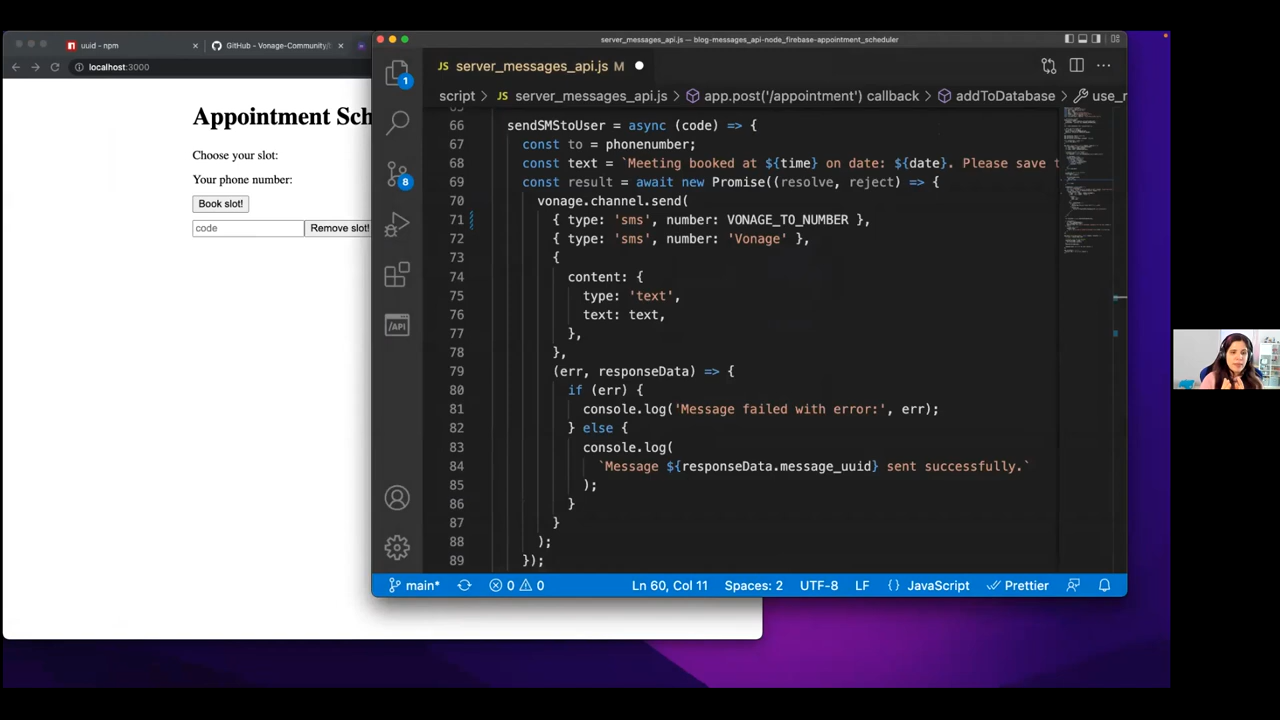 uuid - npm
GitHub - Vonage-Community/
localhost:3000
Appointment Sch
Choose your slot:
Your phone number:
Book slot!
code
Remove slot!
server_messages_api.js — blog-messages_api-node_firebase-appointment_scheduler
JS server_messages_api.js M
script > JS server_messages_api.js > app.post('/appointment') callback > addToDatabase > use_r
1
8
/API
66 sendSMStoUser = async (code) => {
67 const to = phonenumber;
68 const text = `Meeting booked at ${time} on date: ${date}. Please save t
69 const result = await new Promise((resolve, reject) => {
70 vonage.channel.send(
71 { type: 'sms', number: VONAGE_TO_NUMBER },
72 { type: 'sms', number: 'Vonage' },
73 {
74 content: {
75 type: 'text',
76 text: text,
77 },
78 },
79 (err, responseData) => {
80 if (err) {
81 console.log('Message failed with error:', err);
82 } else {
83 console.log(
84 `Message ${responseData.message_uuid} sent successfully.`
85 );
86 }
87 }
88 );
89 });
main* 0 0 Ln 60, Col 11 Spaces: 2 UTF-8 LF {} JavaScript Prettier